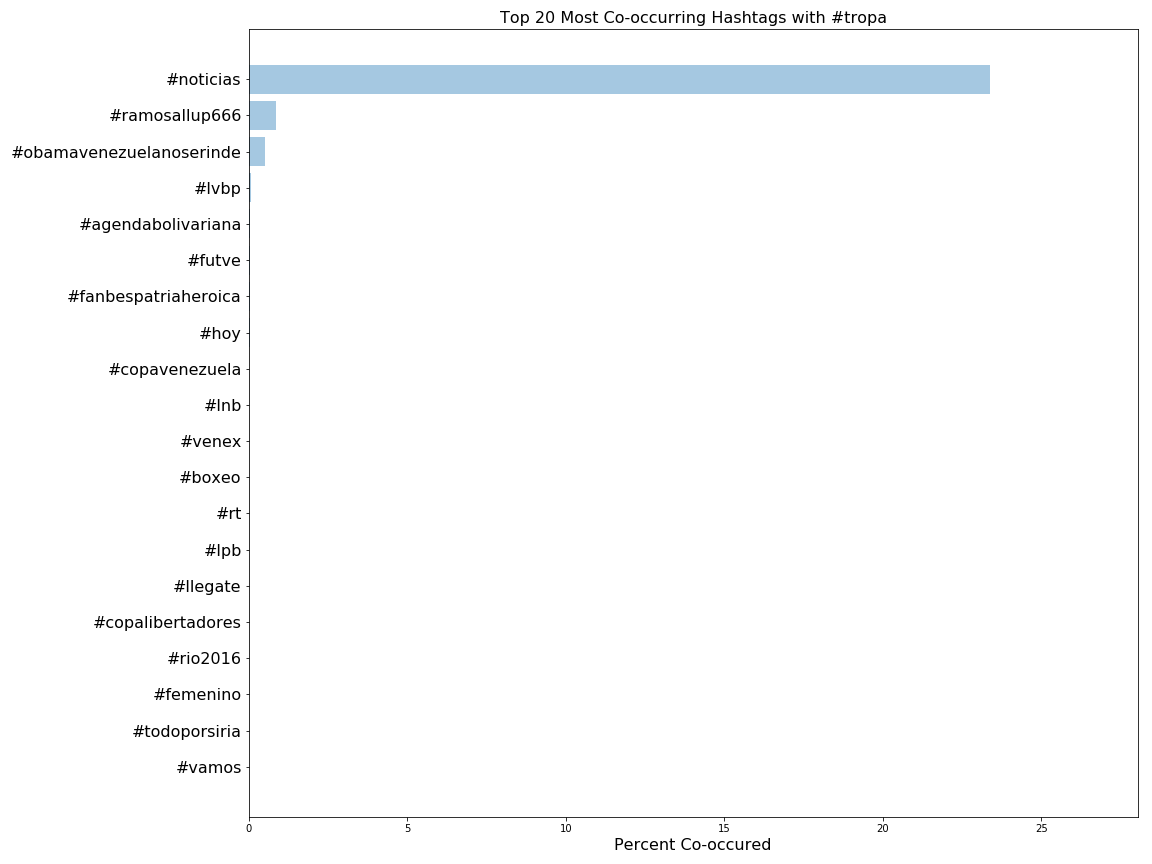 Top 20 Most Co-occurring Hashtags with #tropa
#noticias
#ramosallup666
#obamavenezuelanoserinde
#lvbp
#agendabolivariana
#futve
#fanbespatriaheroica
#hoy
#copavenezuela
#lnb
#venex
#boxeo
#rt
#lpb
#llegate
#copalibertadores
#rio2016
#femenino
#todoporsiria
#vamos
0 5 10 15 20 25
Percent Co-occured